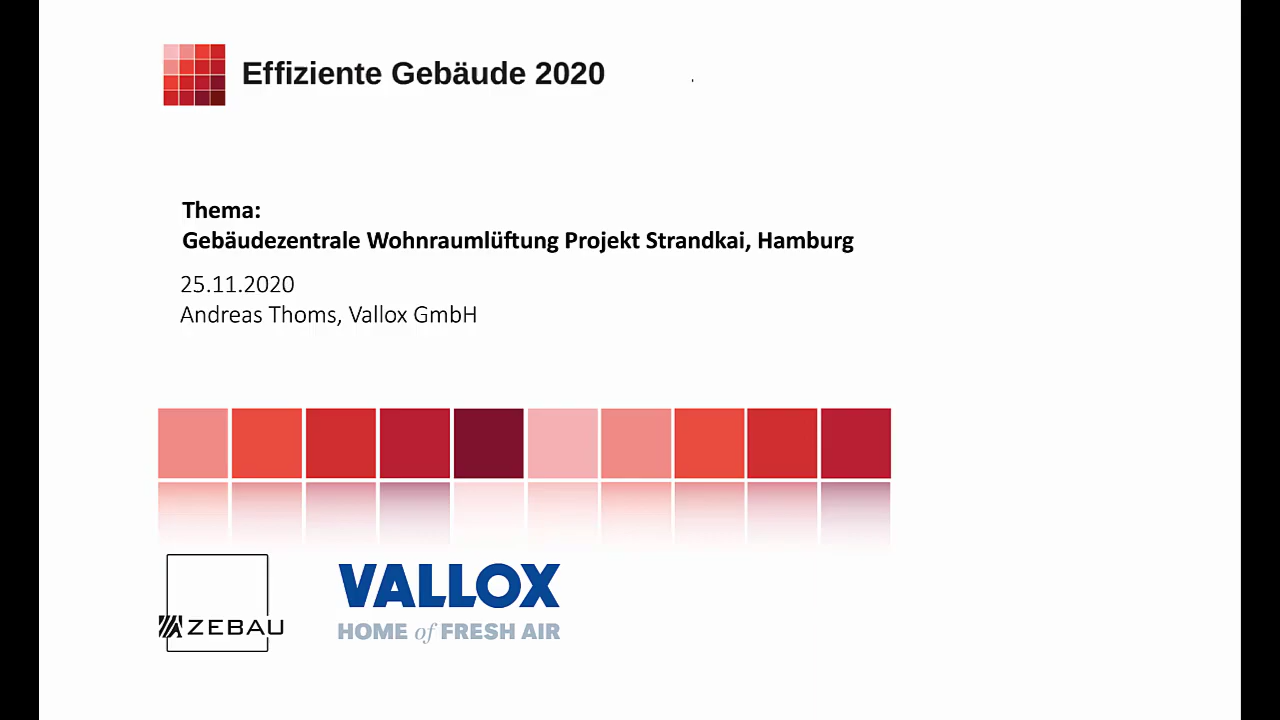 Effiziente Gebäude 2020
Thema:
Gebäudezentrale Wohnraumlüftung Projekt Strandkai, Hamburg
25.11.2020
Andreas Thoms, Vallox GmbH
ZEBAU
VALLOX
HOME of FRESH AIR